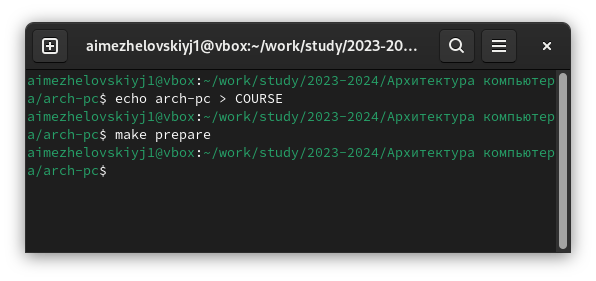 aimezhelovskiyj1@vbox:~/work/study/2023-20...
aimezhelovskiyj1@vbox:~/work/study/2023-2024/Архитектура компьютер
а/arch-pc$ echo arch-pc > COURSE
aimezhelovskiyj1@vbox:~/work/study/2023-2024/Архитектура компьютер
а/arch-pc$ make prepare
aimezhelovskiyj1@vbox:~/work/study/2023-2024/Архитектура компьютер
а/arch-pc$